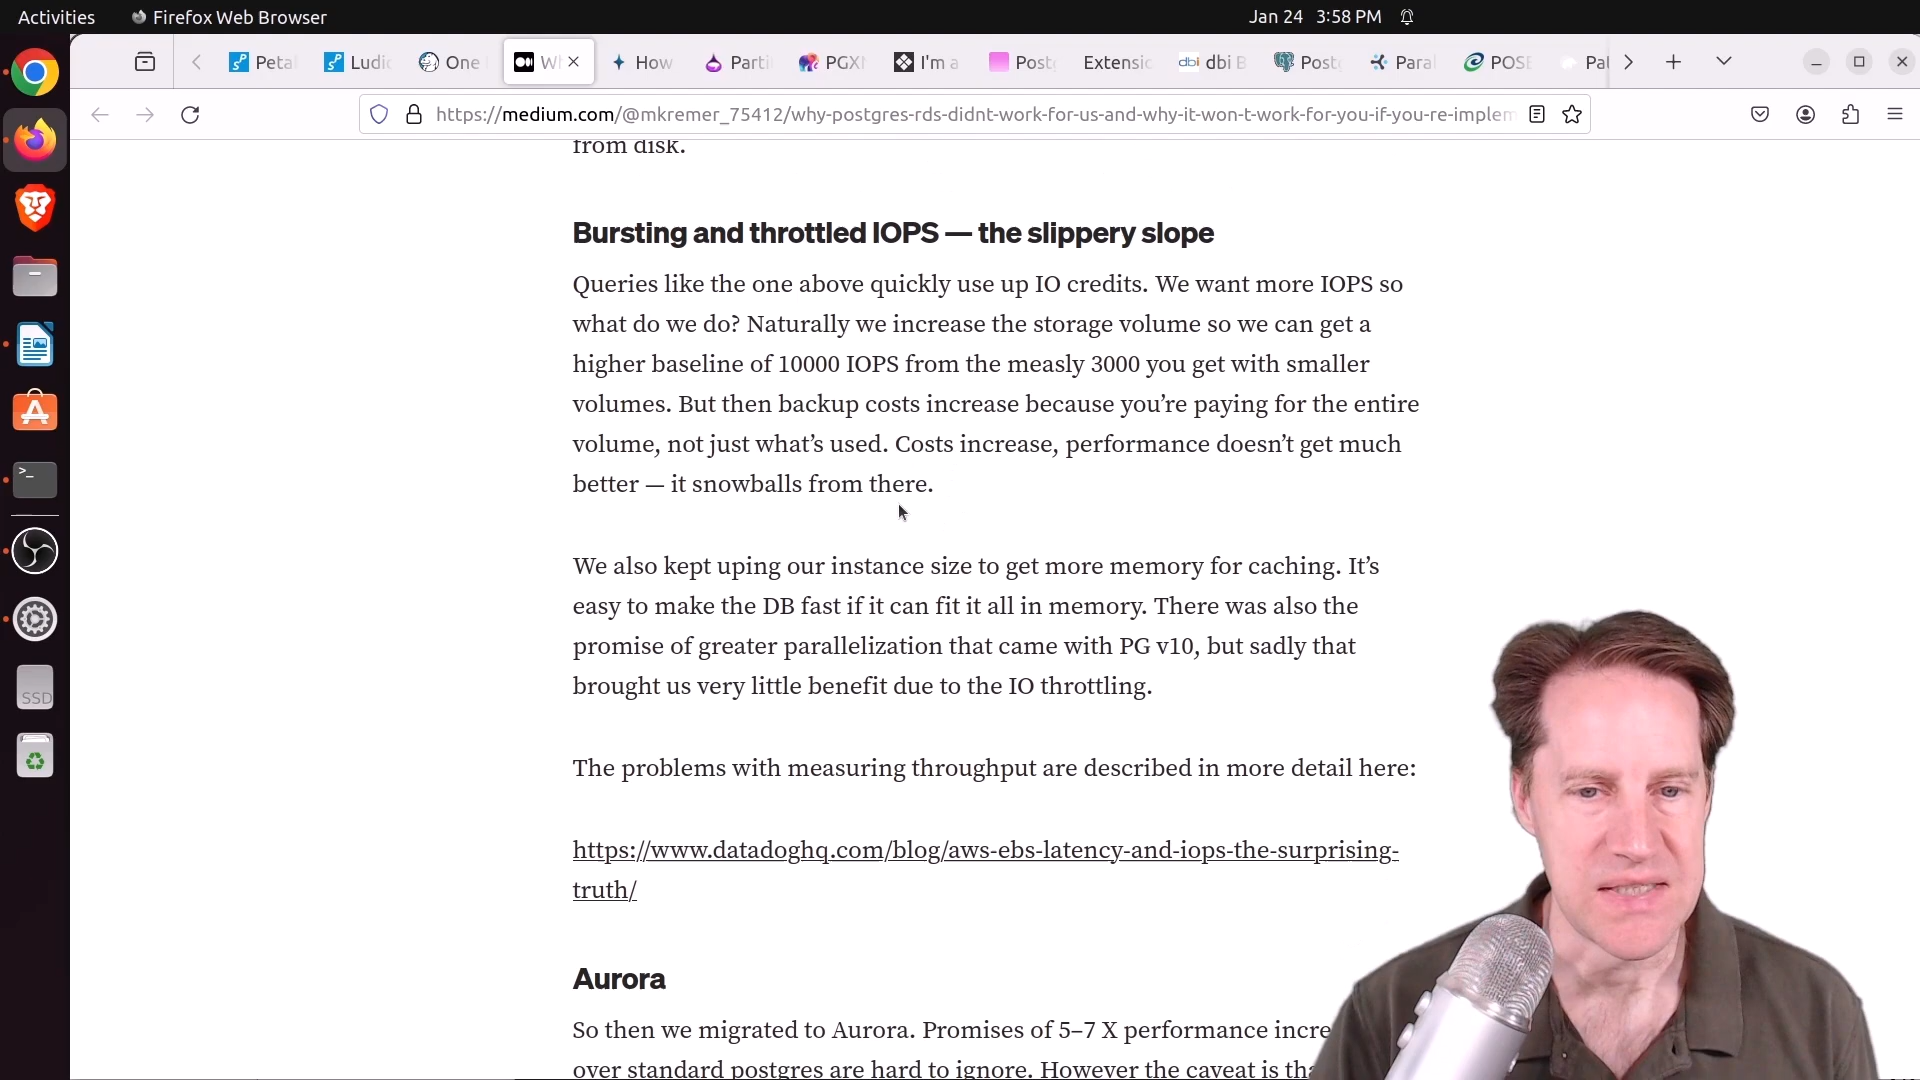 Activities
Firefox Web Browser
Jan 24 3:58 PM
Peta
Ludi
One
Wh
How
Parti
PGXN
I'm a
Postg
Extensio
dbi dbi B
Postg
Para
POSE
Pat
https://medium.com/@mkremer_75412/why-postgres-rds-didnt-work-for-us-and-why-it-won-t-work-for-you-if-you-re-implem
from disk.
Bursting and throttled IOPS — the slippery slope
Queries like the one above quickly use up IO credits. We want more IOPS so
what do we do? Naturally we increase the storage volume so we can get a
higher baseline of 10000 IOPS from the measly 3000 you get with smaller
volumes. But then backup costs increase because you’re paying for the entire
volume, not just what’s used. Costs increase, performance doesn’t get much
better — it snowballs from there.
We also kept uping our instance size to get more memory for caching. It’s
easy to make the DB fast if it can fit it all in memory. There was also the
promise of greater parallelization that came with PG v10, but sadly that
brought us very little benefit due to the IO throttling.
The problems with measuring throughput are described in more detail here:
https://www.datadoghq.com/blog/aws-ebs-latency-and-iops-the-surprising-
truth/
Aurora
So then we migrated to Aurora. Promises of 5–7 X performance incre
over standard postgres are hard to ignore. However the caveat is tha
SSD